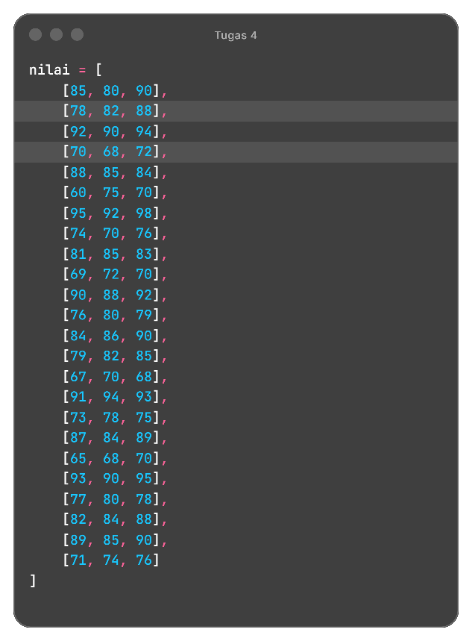 Tugas 4
nilai = [
    [85, 80, 90],
    [78, 82, 88],
    [92, 90, 94],
    [70, 68, 72],
    [88, 85, 84],
    [60, 75, 70],
    [95, 92, 98],
    [74, 70, 76],
    [81, 85, 83],
    [69, 72, 70],
    [90, 88, 92],
    [76, 80, 79],
    [84, 86, 90],
    [79, 82, 85],
    [67, 70, 68],
    [91, 94, 93],
    [73, 78, 75],
    [87, 84, 89],
    [65, 68, 70],
    [93, 90, 95],
    [77, 80, 78],
    [82, 84, 88],
    [89, 85, 90],
    [71, 74, 76]
]